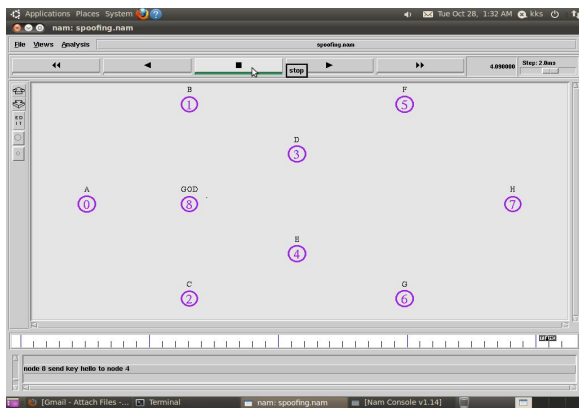 Applications Places System Tue Oct 28, 1:32 AM kks
nam: spoofing.nam
File Views Analysis spoofing.nam
stop 4.090000 Step: 2.0ms
B F
1 5
D
3
A GOD H
0 8 7
E
4
C G
2 6
node 8 send key hello to node 4
[Gmail - Attach Files -... Terminal nam: spoofing.nam [Nam Console v1.14]